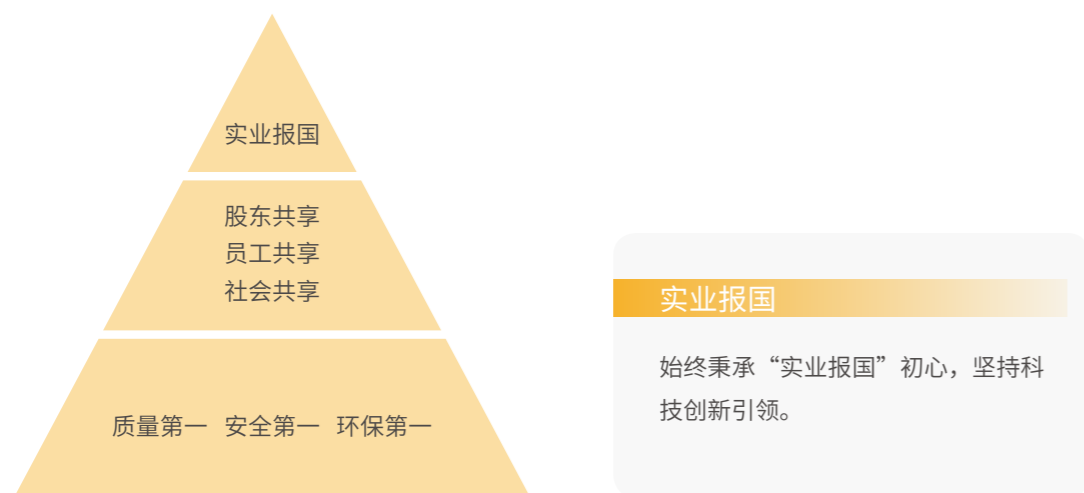 实业报国
股东共享
员工共享
社会共享
质量第一 安全第一 环保第一
实业报国
始终秉承“实业报国”初心，坚持科
技创新引领。